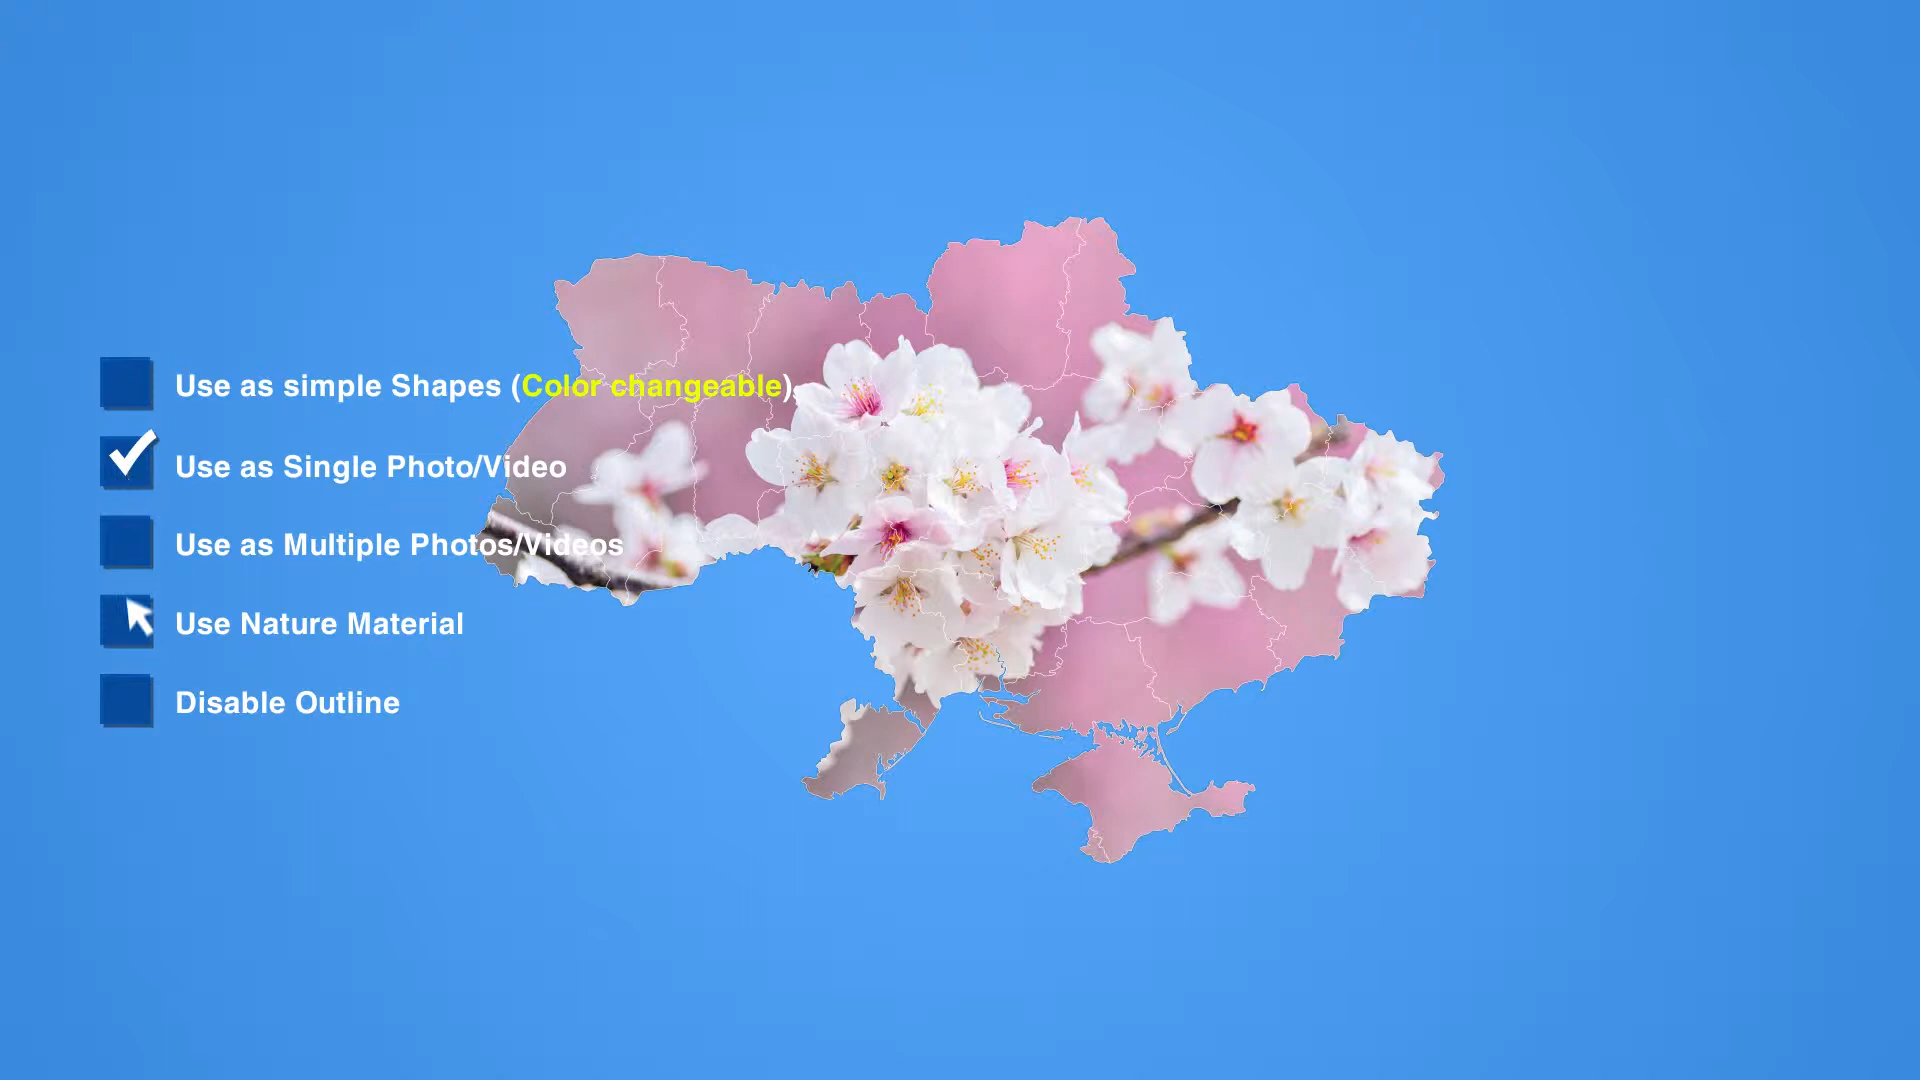 Use as simple Shapes (Color changeable)
Use as Single Photo/Video
Use as Multiple Photos/Videos
Use Nature Material
Disable Outline